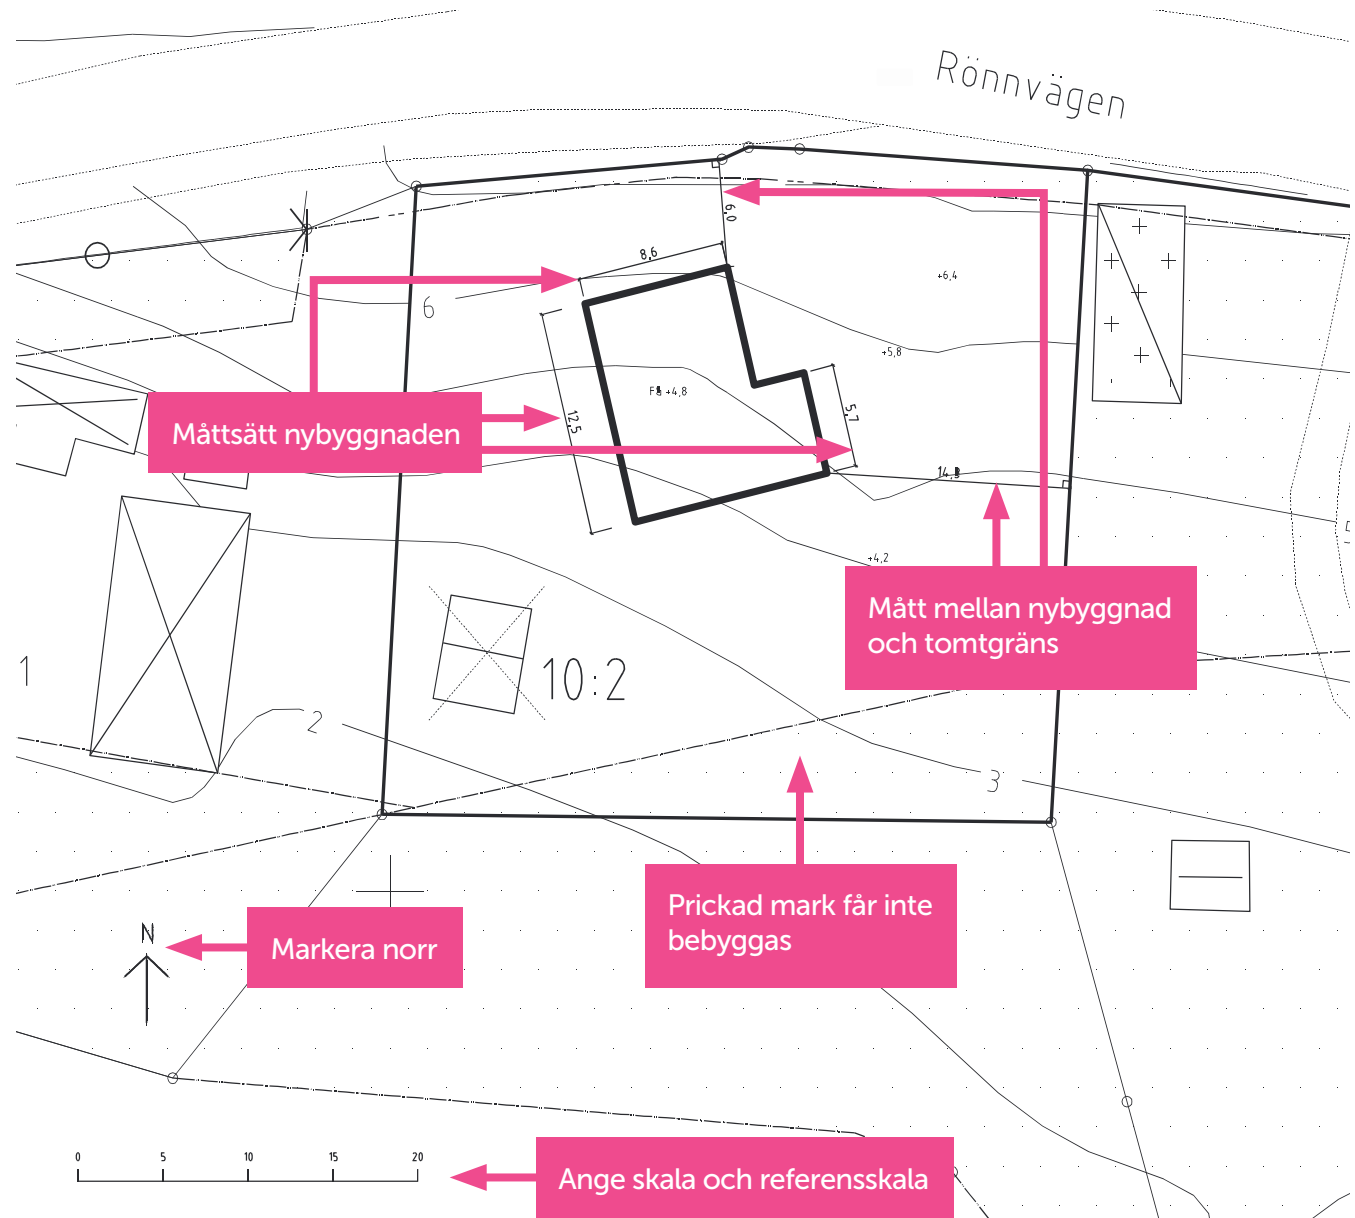 Rönnvägen
6,0
8,6
+6,4
6
+5,8
+4,8
12,5
5,7
Måttsätt nybyggnaden
+4,2
Mått mellan nybyggnad
och tomtgräns
1
10:2
2
3
Prickad mark får inte
bebyggas
N
Markera norr
0 5 10 15 20
Ange skala och referensskala